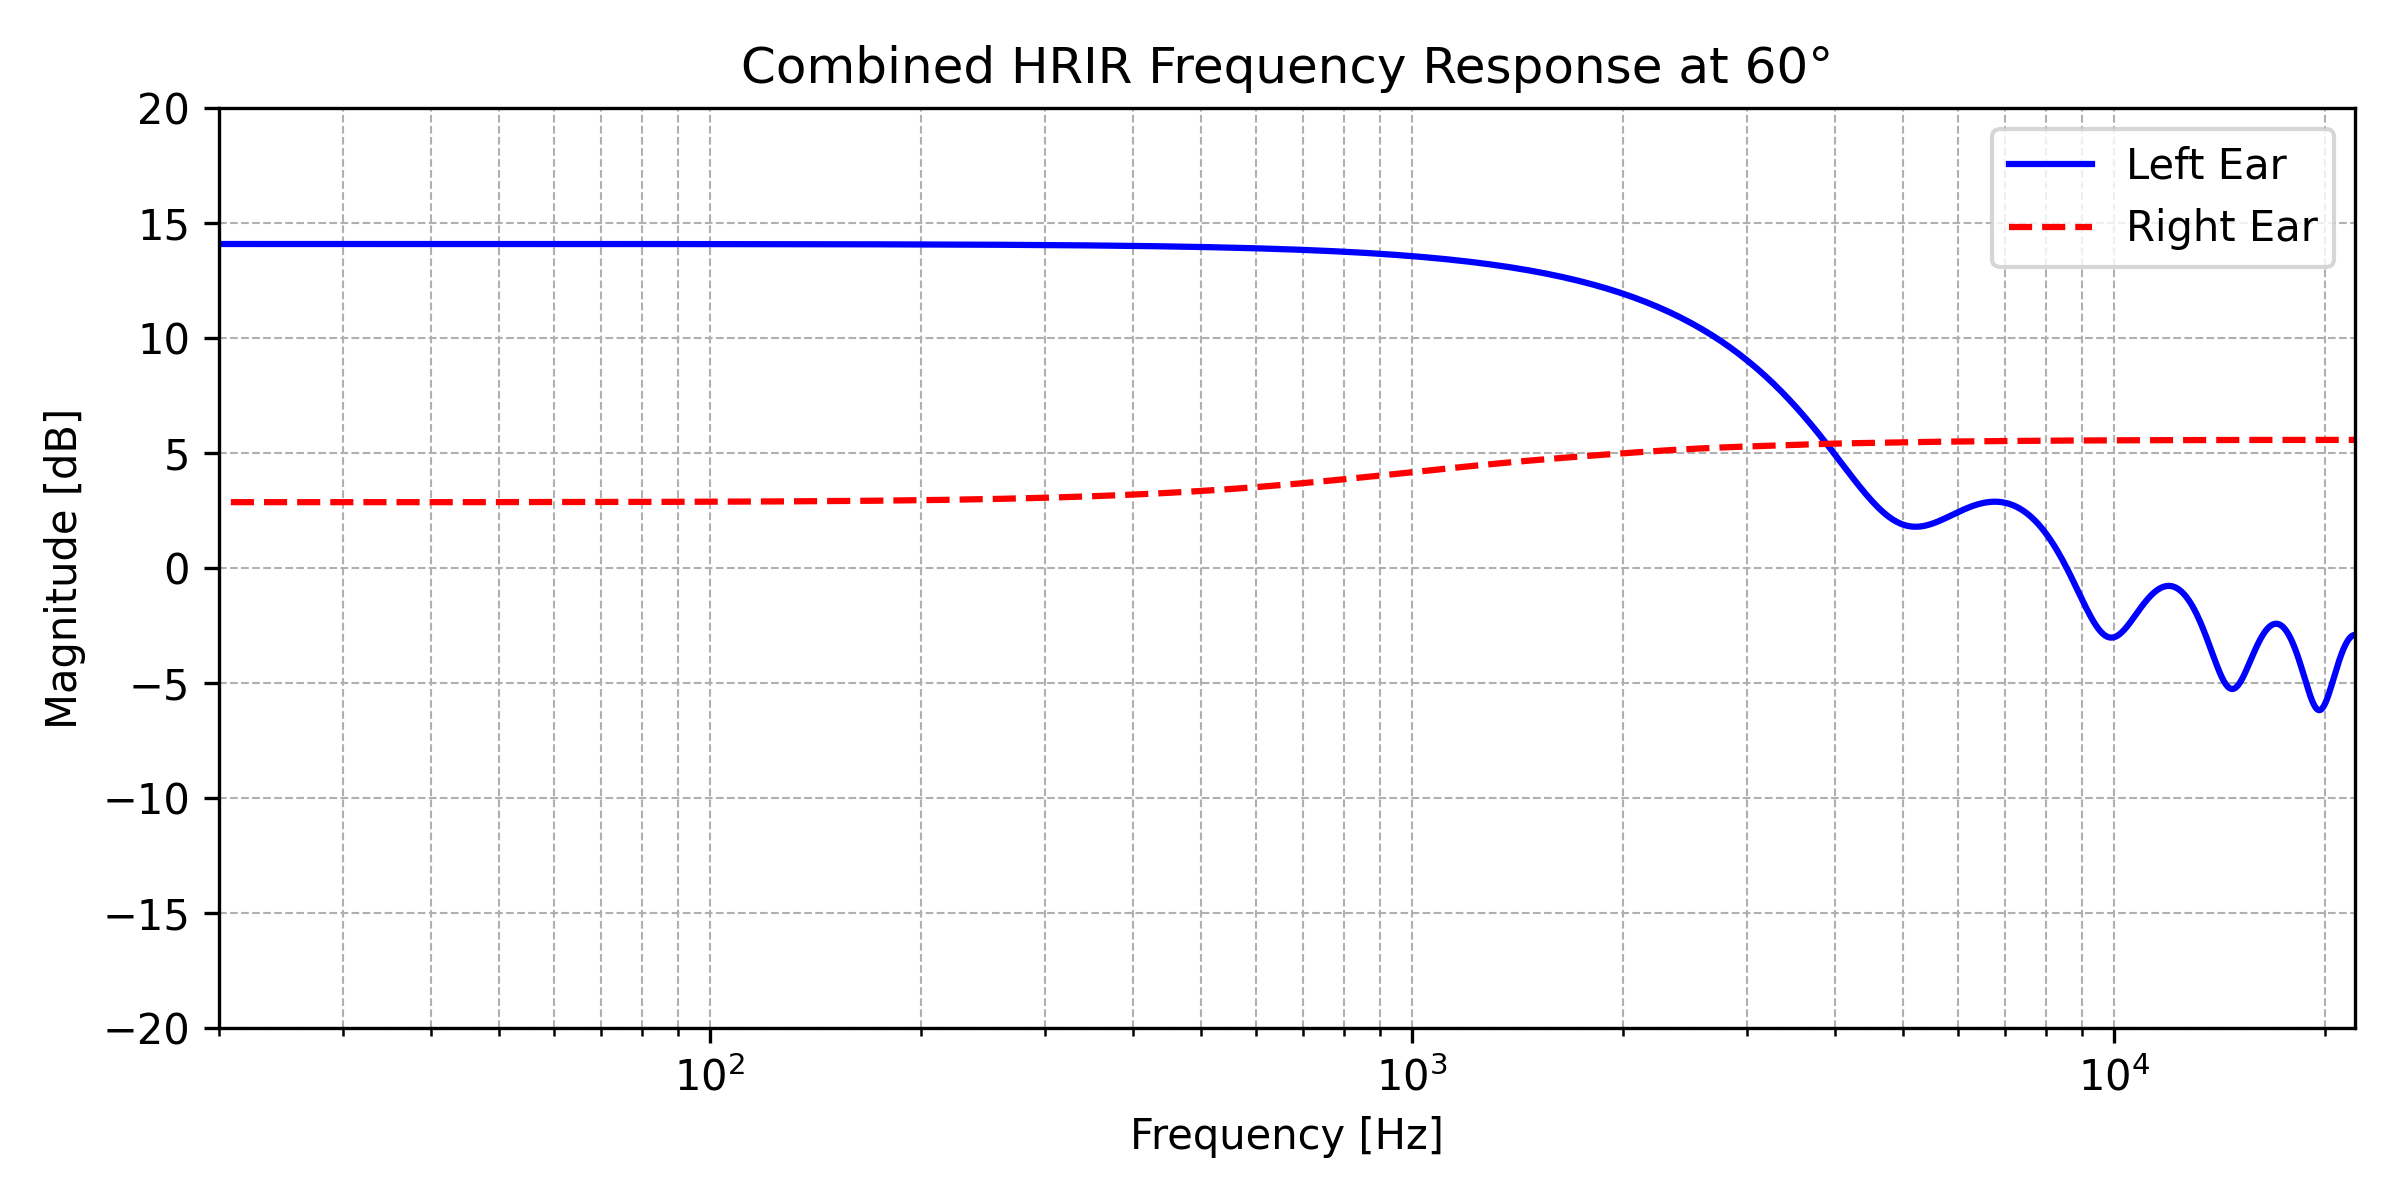 Combined HRIR Frequency Response at 60°
20
15
10
5
0
−5
−10
−15
−20
Magnitude [dB]
Left Ear
Right Ear
10²
10³
10⁴
Frequency [Hz]